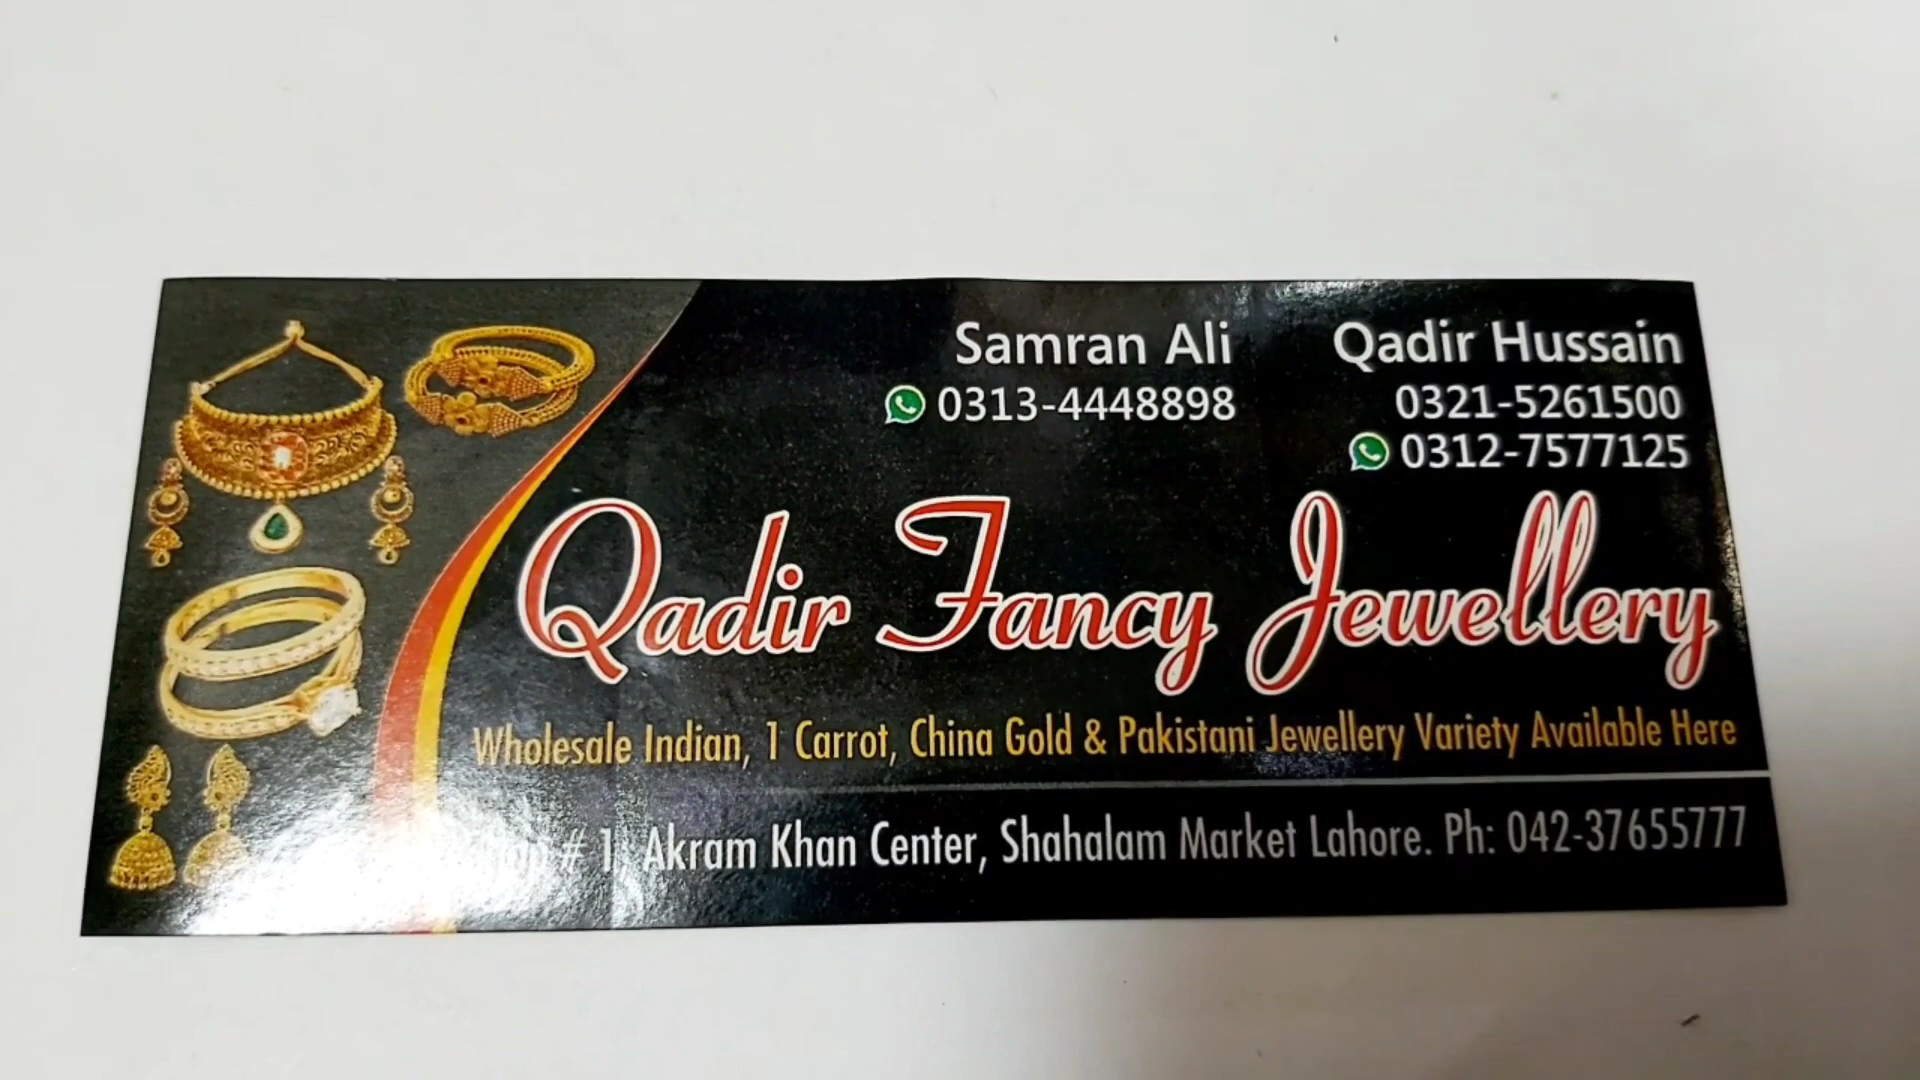 Samran Ali
0313-4448898
Qadir Hussain
0321-5261500
0312-7577125
Qadir Fancy Jewellery
Wholesale Indian, 1 Carrot, China Gold & Pakistani Jewellery Variety Available Here
# 1, Akram Khan Center, Shahalam Market Lahore. Ph: 042-37655777